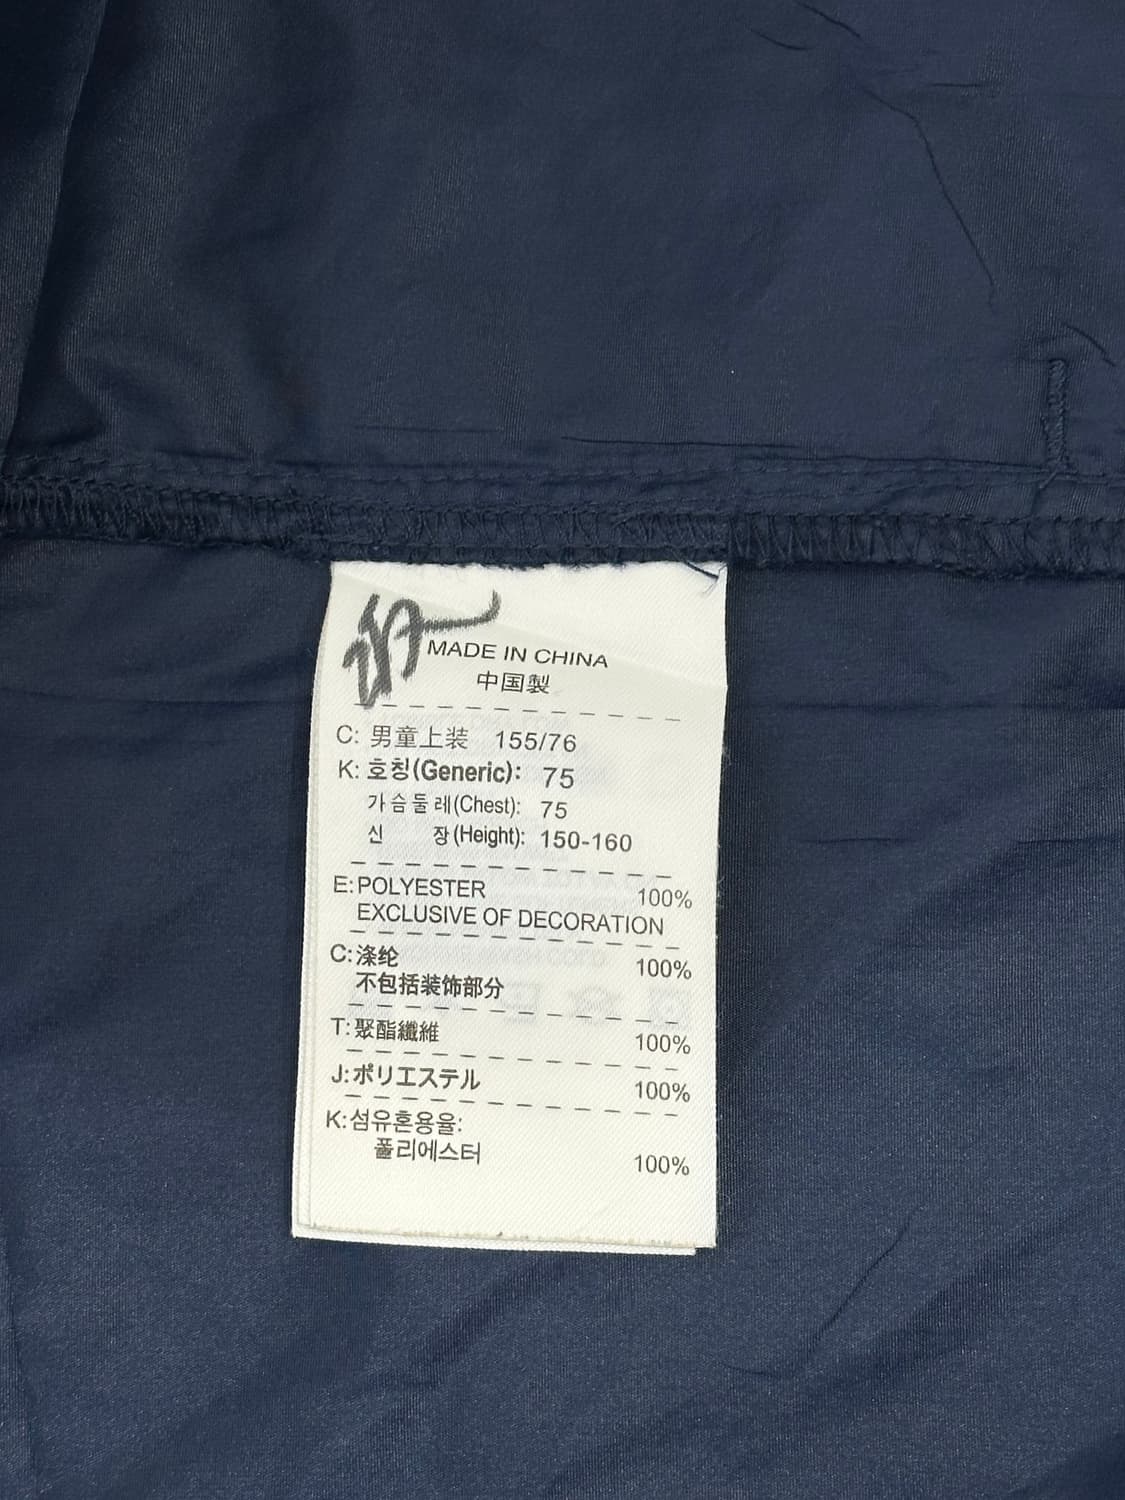 MADE IN CHINA
中国製
C: 男童上装 155/76
K: 호칭(Generic): 75
가슴둘레(Chest): 75
신 장(Height): 150-160
E: POLYESTER 100%
EXCLUSIVE OF DECORATION
C: 涤纶 100%
不包括装饰部分
T: 聚酯纖維 100%
J: ポリエステル 100%
K: 섬유혼용율:
폴리에스터 100%